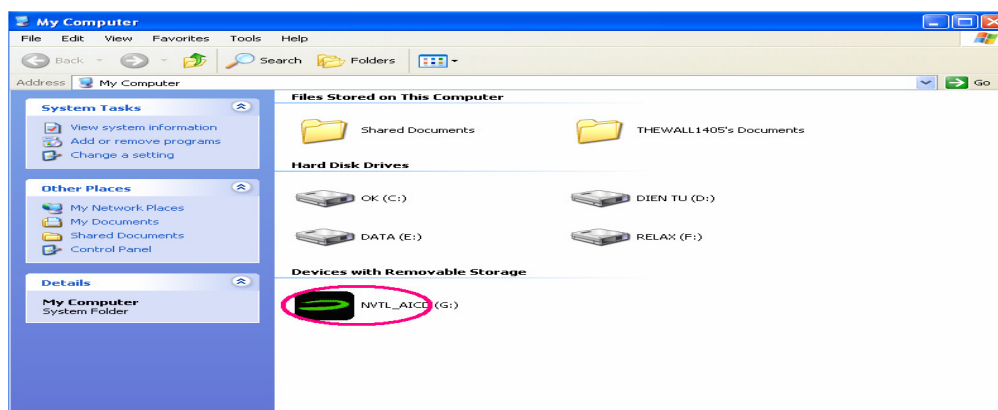 My Computer
File Edit View Favorites Tools Help
Back Search Folders
Address My Computer Go
System Tasks
View system information
Add or remove programs
Change a setting
Other Places
My Network Places
My Documents
Shared Documents
Control Panel
Details
My Computer
System Folder
Files Stored on This Computer
Shared Documents THEWALL1405's Documents
Hard Disk Drives
OK (C:) DIEN TU (D:)
DATA (E:) RELAX (F:)
Devices with Removable Storage
NVTL_AICD (G:)